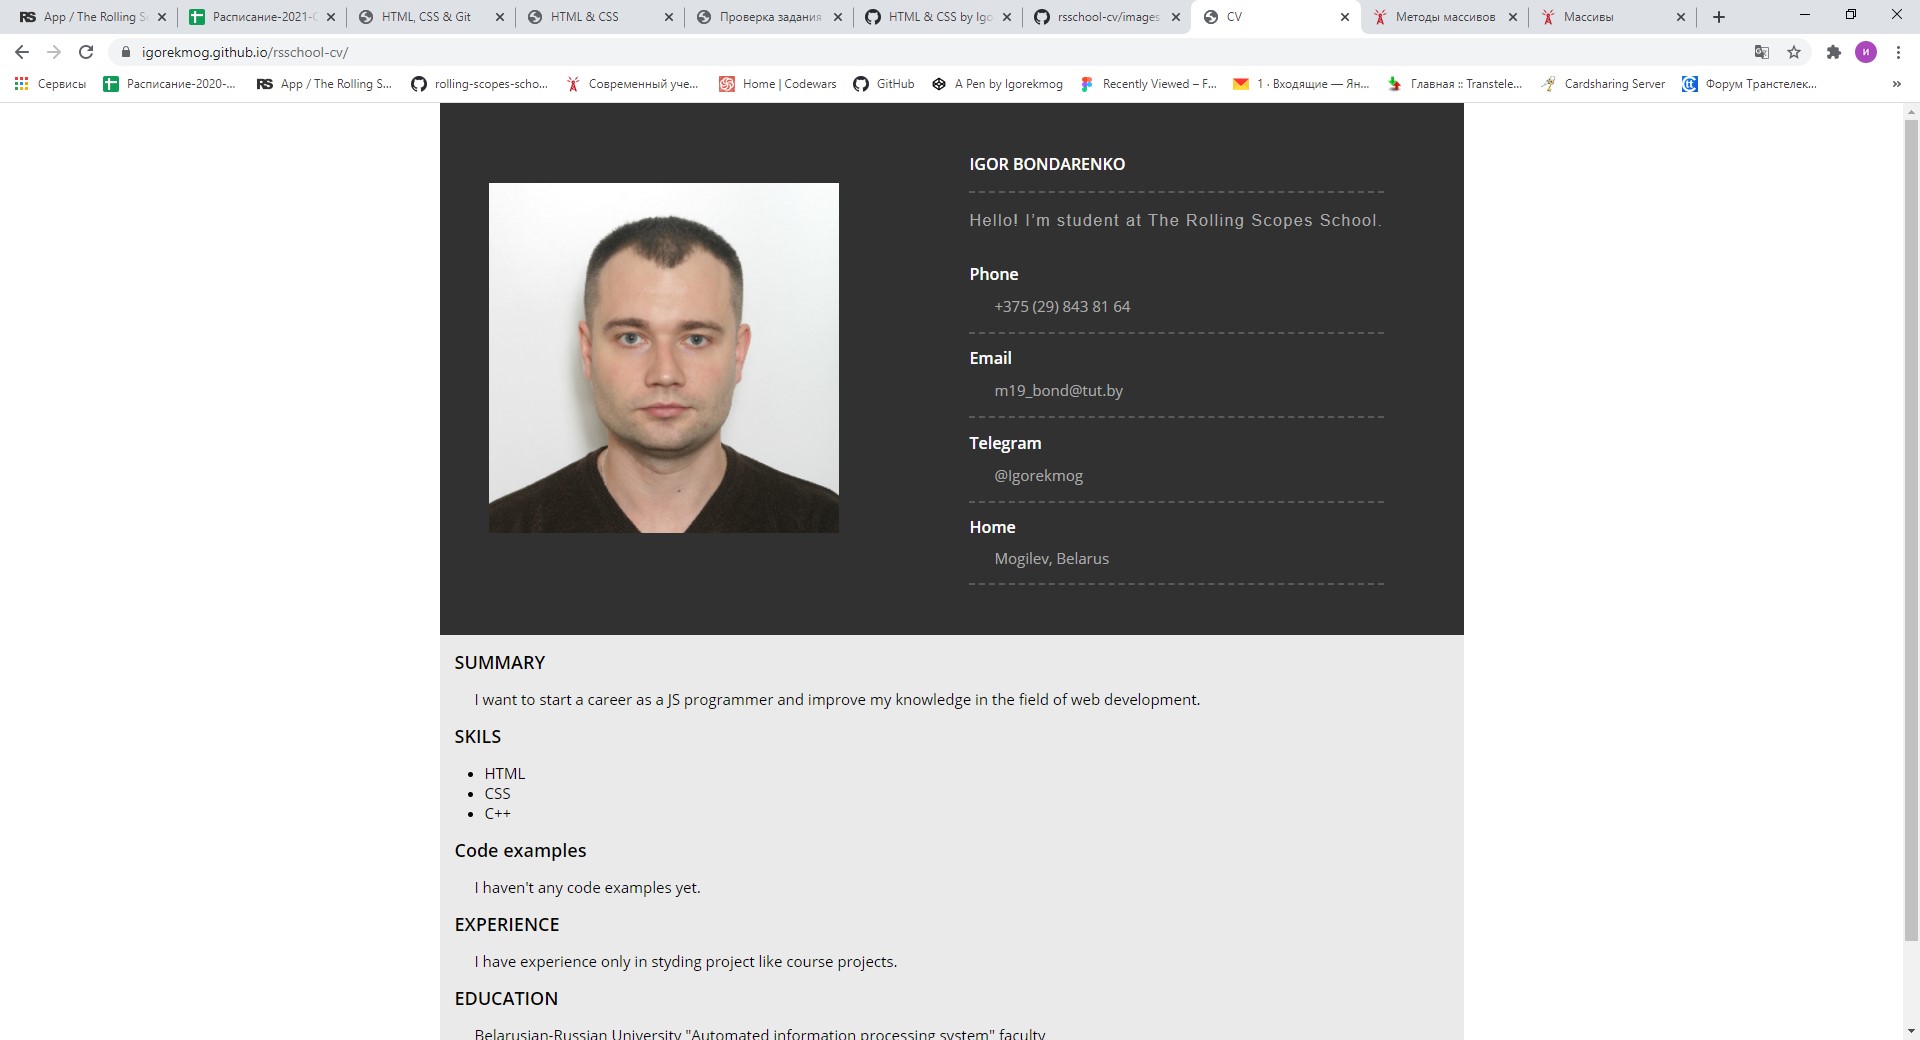 RS App / The Rolling S
Расписание-2021-
HTML, CSS & Git
HTML & CSS
Проверка задания
HTML & CSS by Igo
rsschool-cv/images
CV
Методы массивов
Массивы
igorekmog.github.io/rsschool-cv/
и
Сервисы
Расписание-2020-...
RS App / The Rolling S...
rolling-scopes-scho...
Современный уче...
Home | Codewars
GitHub
A Pen by Igorekmog
Recently Viewed – F...
1 · Входящие — Ян...
Главная :: Transtele...
Cardsharing Server
Форум Транстелек...
»
IGOR BONDARENKO
Hello! I’m student at The Rolling Scopes School.
Phone
+375 (29) 843 81 64
Email
m19_bond@tut.by
Telegram
@Igorekmog
Home
Mogilev, Belarus
SUMMARY
I want to start a career as a JS programmer and improve my knowledge in the field of web development.
SKILS
• HTML
• CSS
• C++
Code examples
I haven't any code examples yet.
EXPERIENCE
I have experience only in styding project like course projects.
EDUCATION
Belarusian-Russian University "Automated information processing system" faculty